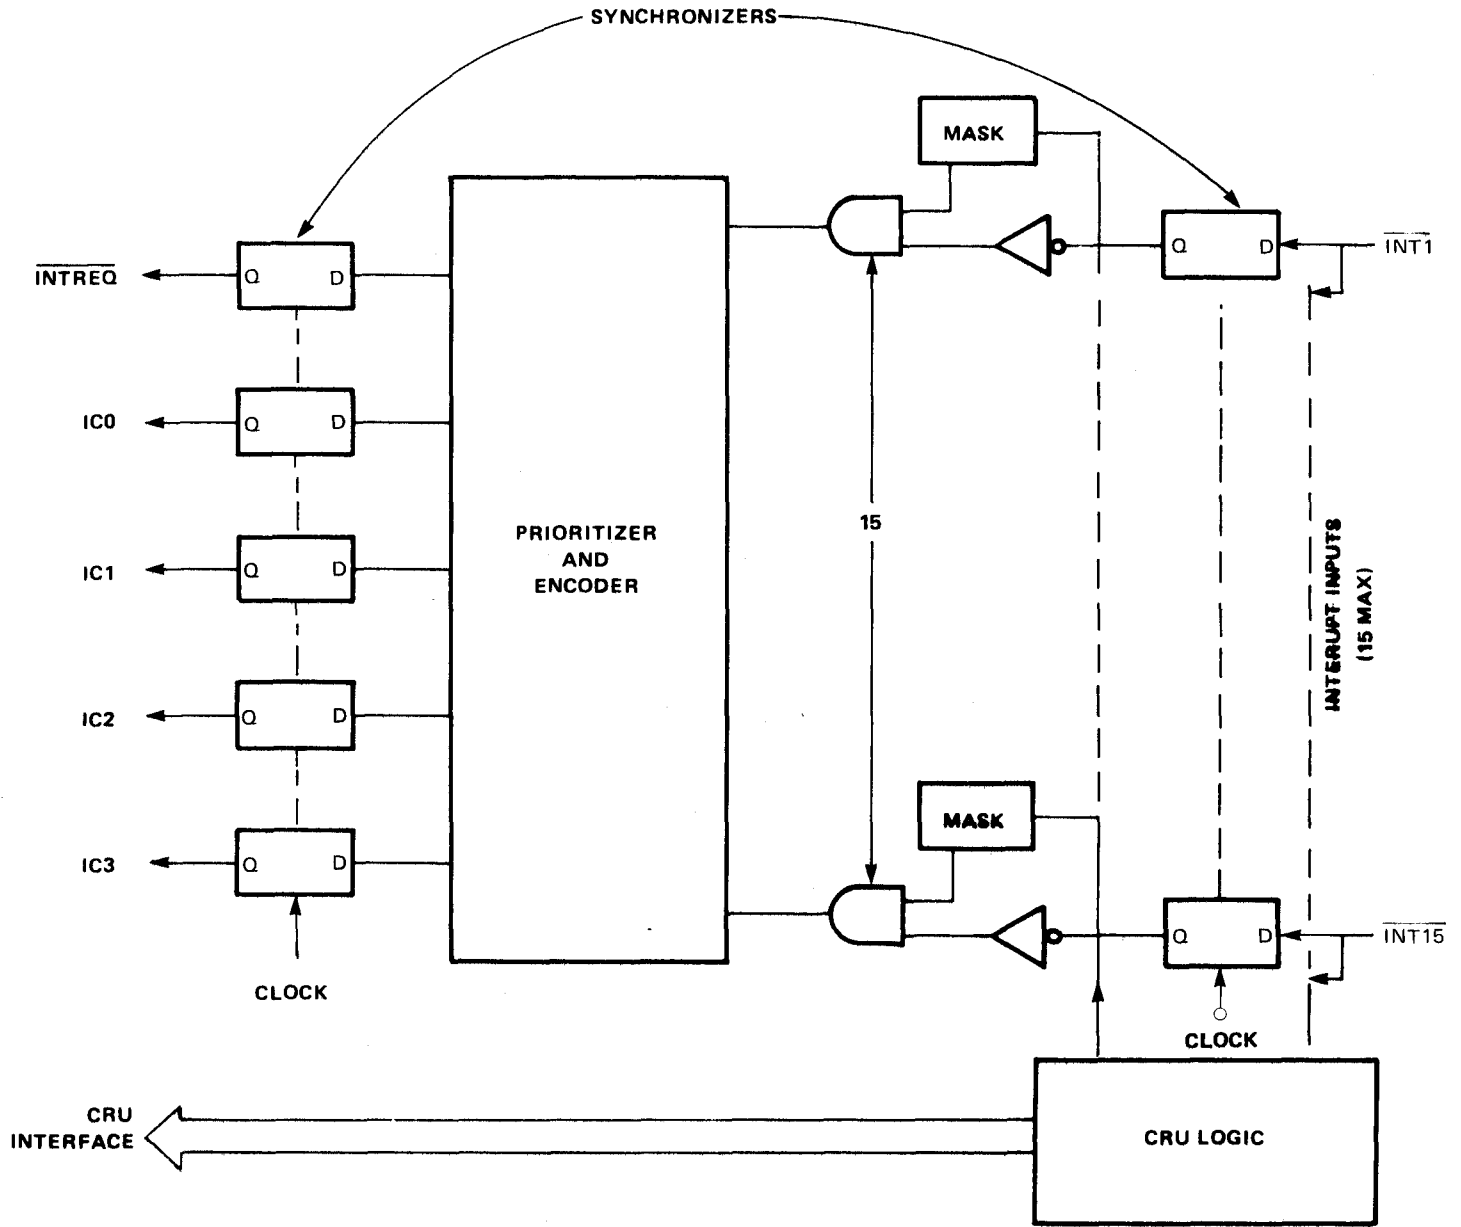 SYNCHRONIZERS
MASK
Q D
INT1
INTREQ
Q D
IC0
Q D
IC1
Q D
IC2
Q D
IC3
Q D
CLOCK
PRIORITIZER
AND
ENCODER
15
INTERUPT INPUTS
(15 MAX)
MASK
Q D
INT15
CLOCK
CRU
INTERFACE
CRU LOGIC